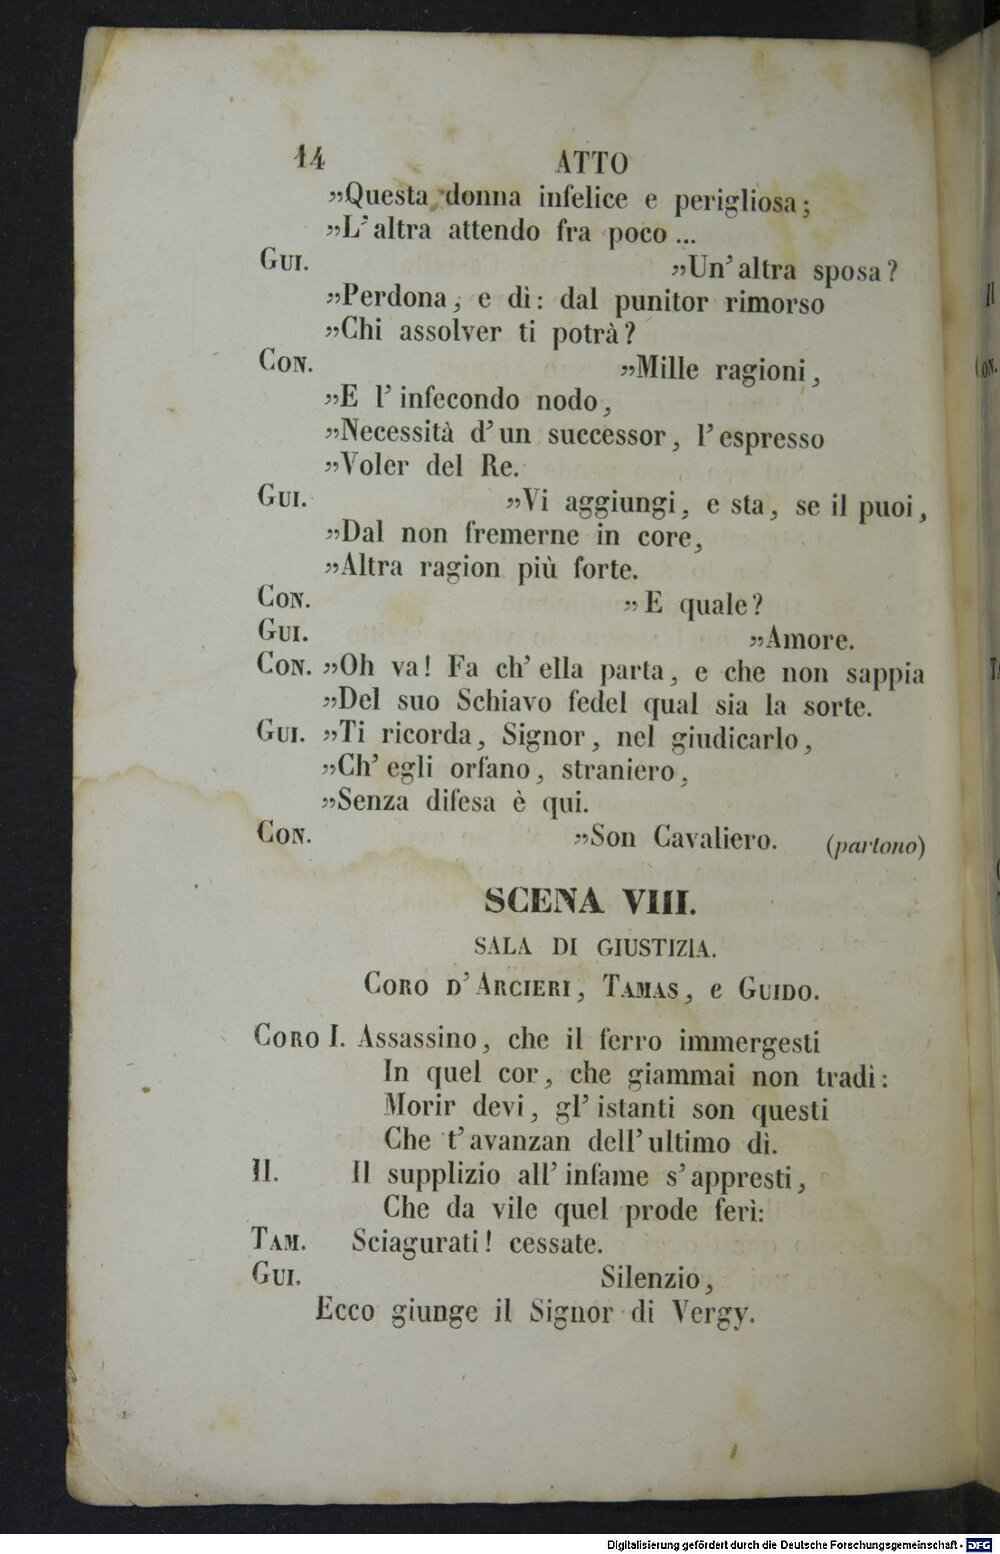 14 ATTO
”Questa donna infelice e perigliosa;
”L’altra attendo fra poco ...
GUI. ”Un’altra sposa?
”Perdona, e dì: dal punitor rimorso
”Chi assolver ti potrà?
CON. ”Mille ragioni,
”E l’infecondo nodo,
”Necessità d’un successor, l’espresso
”Voler del Re.
GUI. ”Vi aggiungi, e sta, se il puoi,
”Dal non fremerne in core,
”Altra ragion più forte.
CON. ”E quale?
GUI. ”Amore.
CON. ”Oh va! Fa ch’ella parta, e che non sappia
”Del suo Schiavo fedel qual sia la sorte.
GUI. ”Ti ricorda, Signor, nel giudicarlo,
”Ch’egli orfano, straniero,
”Senza difesa è qui.
CON. ”Son Cavaliero. (partono)
SCENA VIII.
SALA DI GIUSTIZIA.
CORO D’ARCIERI, TAMAS, e GUIDO.
CORO I. Assassino, che il ferro immergesti
In quel cor, che giammai non tradì:
Morir devi, gl’istanti son questi
Che t’avanzan dell’ultimo dì.
II. Il supplizio all’infame s’appresti,
Che da vile quel prode ferì:
TAM. Sciagurati! cessate.
GUI. Silenzio,
Ecco giunge il Signor di Vergy.
Il
CON.
Digitalisierung gefördert durch die Deutsche Forschungsgemeinschaft - DFG